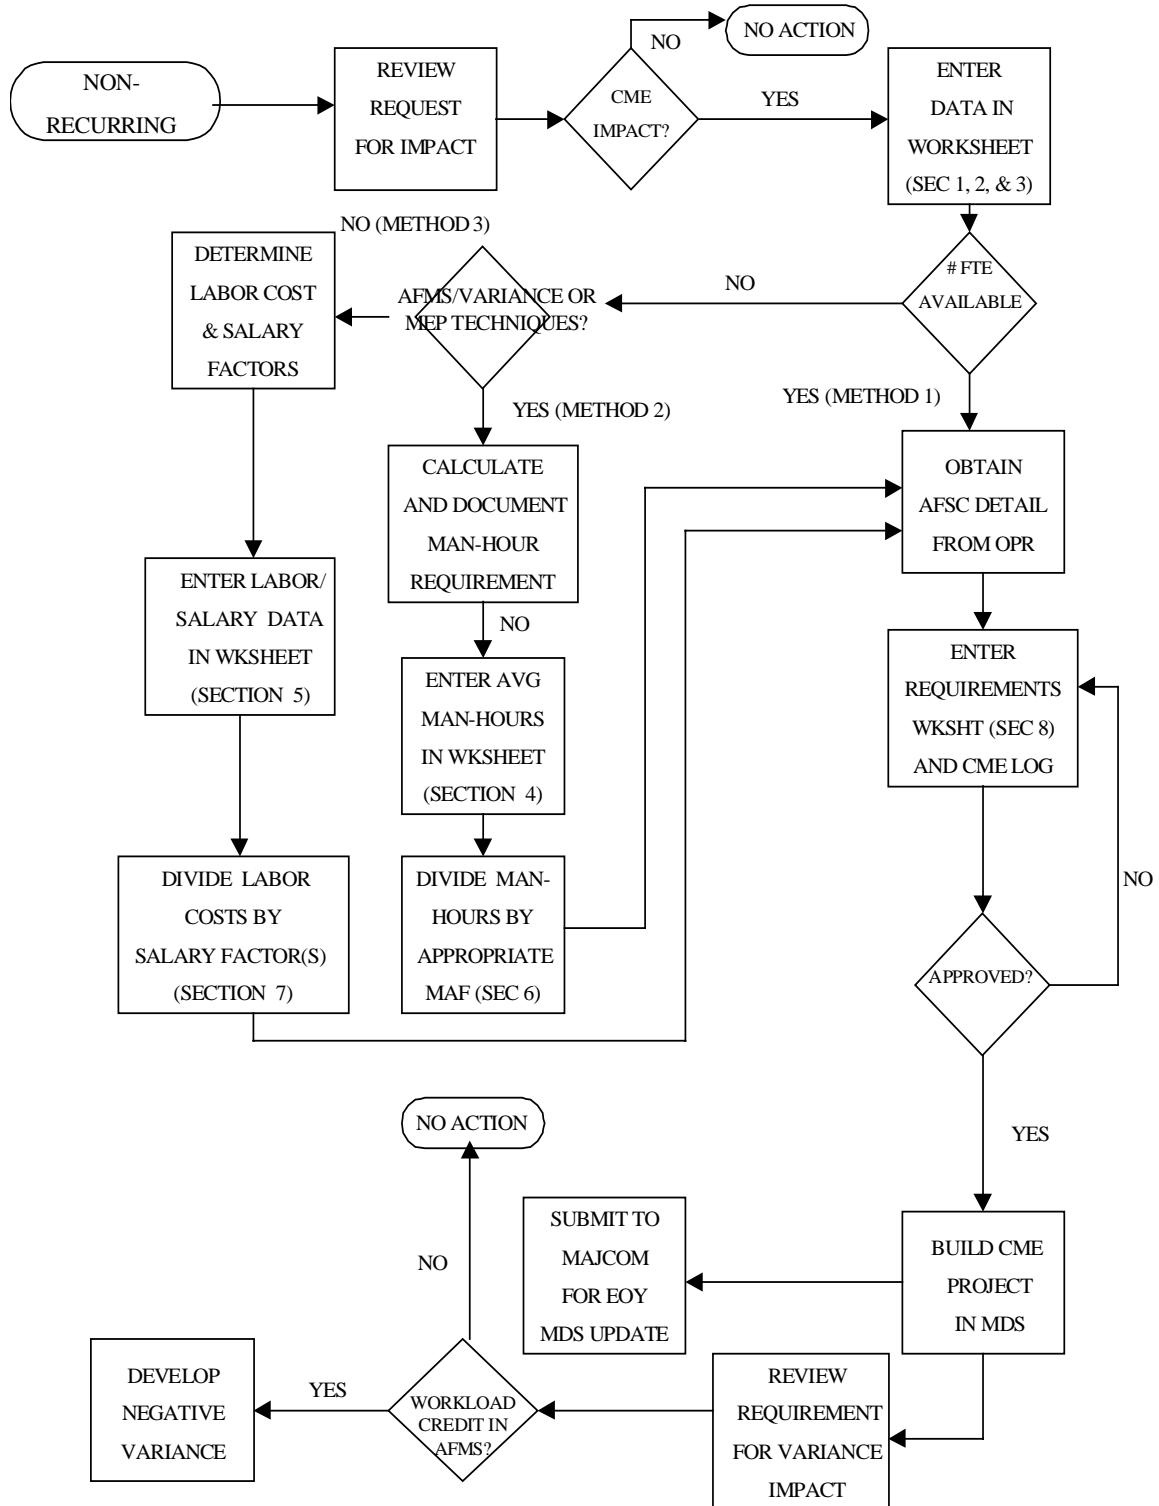 NO ACTION
NO
NON-
RECURRING
REVIEW
REQUEST
FOR IMPACT
CME
IMPACT?
YES
ENTER
DATA IN
WORKSHEET
(SEC 1, 2, & 3)
NO (METHOD 3)
DETERMINE
LABOR COST
& SALARY
FACTORS
AFMS/VARIANCE OR
MEP TECHNIQUES?
NO
# FTE
AVAILABLE
YES (METHOD 2)
YES (METHOD 1)
CALCULATE
AND DOCUMENT
MAN-HOUR
REQUIREMENT
OBTAIN
AFSC DETAIL
FROM OPR
ENTER LABOR/
SALARY DATA
IN WKSHEET
(SECTION 5)
NO
ENTER AVG
MAN-HOURS
IN WKSHEET
(SECTION 4)
ENTER
REQUIREMENTS
WKSHT (SEC 8)
AND CME LOG
DIVIDE LABOR
COSTS BY
SALARY FACTOR(S)
(SECTION 7)
DIVIDE MAN-
HOURS BY
APPROPRIATE
MAF (SEC 6)
NO
APPROVED?
NO ACTION
YES
NO
SUBMIT TO
MAJCOM
FOR EOY
MDS UPDATE
BUILD CME
PROJECT
IN MDS
DEVELOP
NEGATIVE
VARIANCE
YES
WORKLOAD
CREDIT IN
AFMS?
REVIEW
REQUIREMENT
FOR VARIANCE
IMPACT